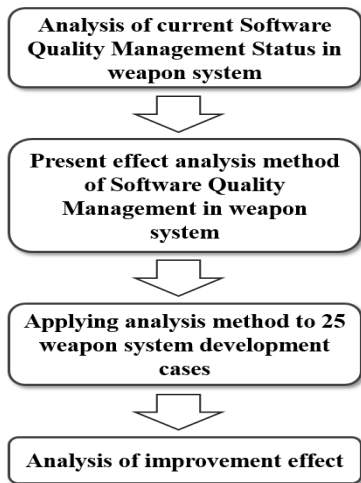 Analysis of current Software
Quality Management Status in
weapon system
Present effect analysis method
of Software Quality
Management in weapon
system
Applying analysis method to 25
weapon system development
cases
Analysis of improvement effect